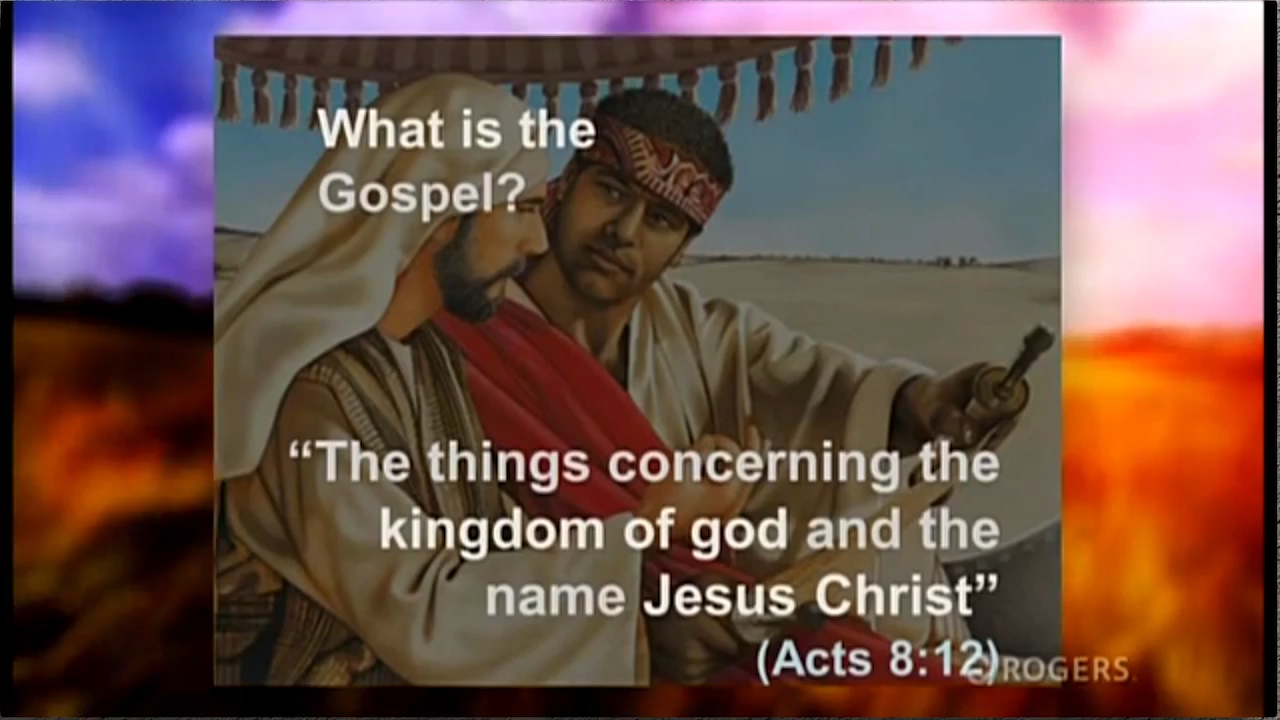 What is the
Gospel?
“The things concerning the
kingdom of god and the
name Jesus Christ”
(Acts 8:12)
ROGERS